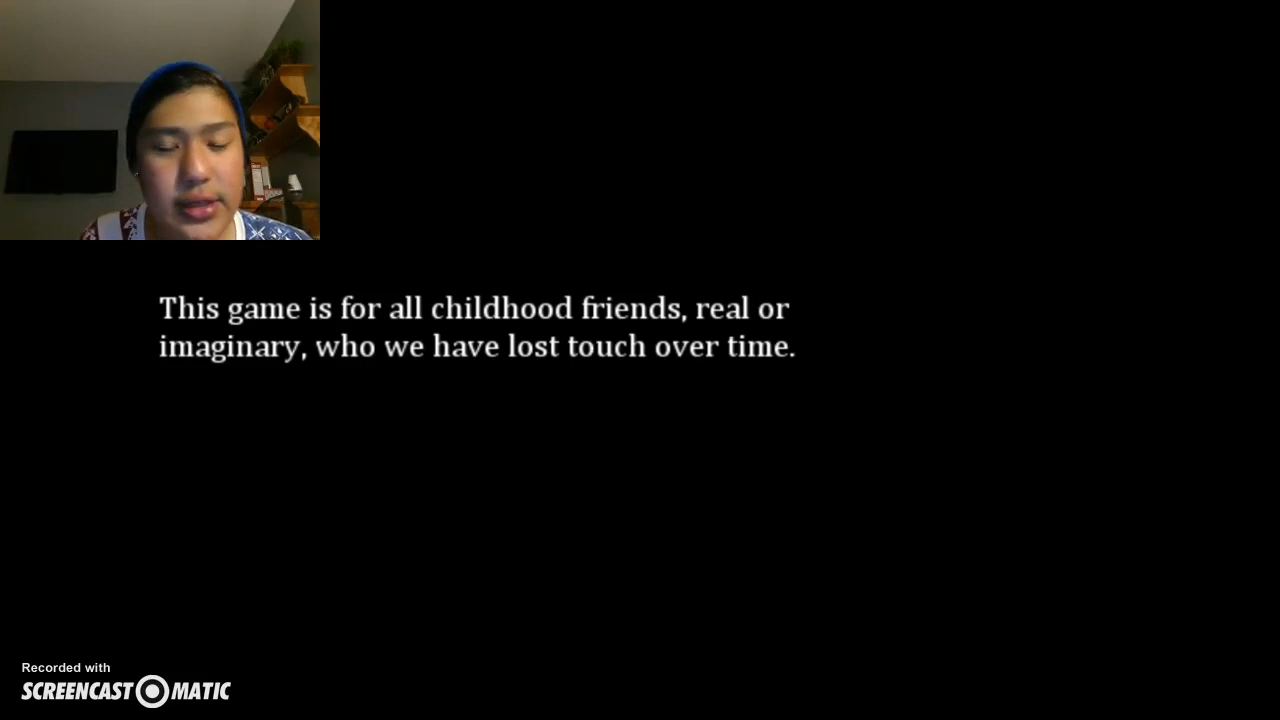 This game is for all childhood friends, real or
imaginary, who we have lost touch over time.
Recorded with
SCREENCAST MATIC